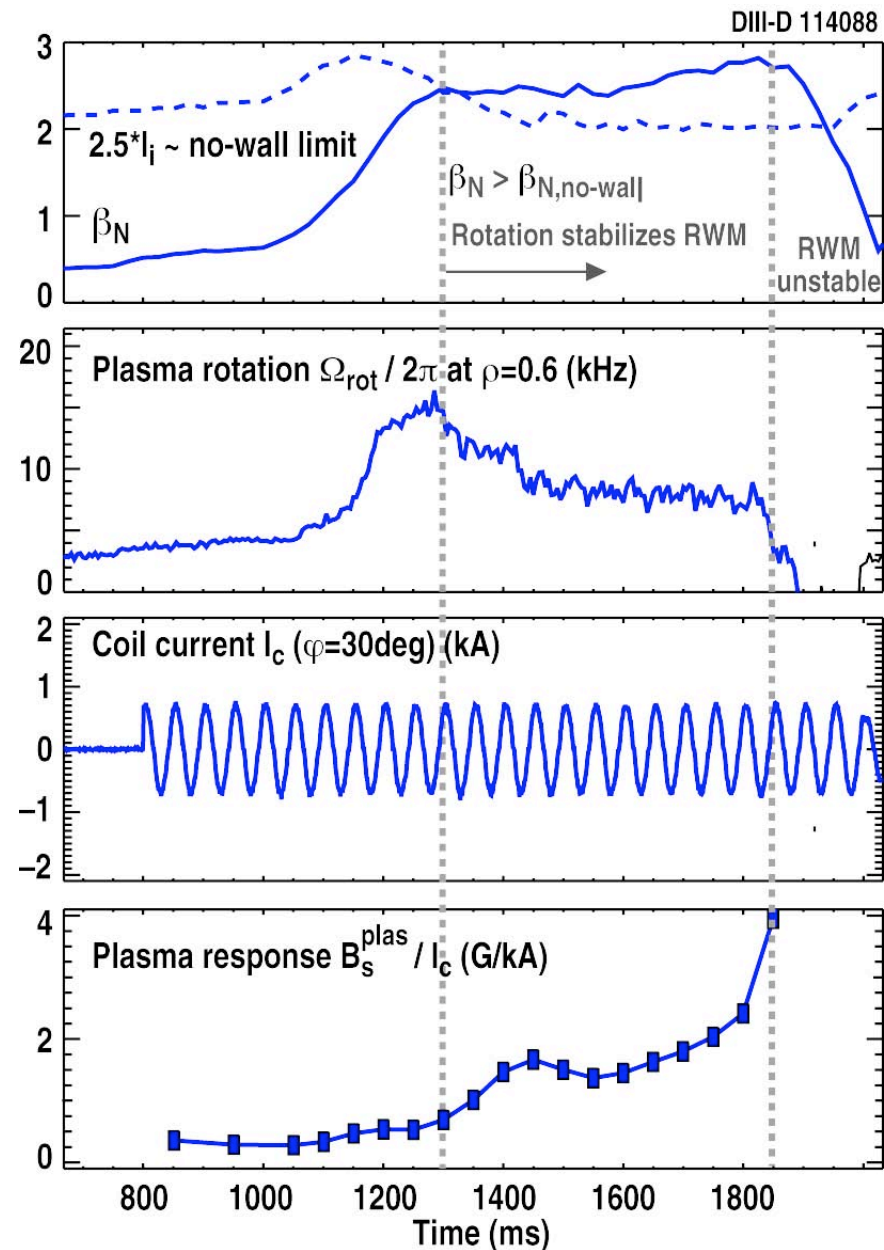 DIII-D 114088
3
2
1
0
2.5*l_i ~ no-wall limit
β_N
β_N > β_N,no-wall
Rotation stabilizes RWM
RWM
unstable
20
10
0
Plasma rotation Ω_rot / 2π at ρ=0.6 (kHz)
2
1
0
−1
−2
Coil current I_c (φ=30deg) (kA)
4
2
0
Plasma response B_s^plas / I_c (G/kA)
800 1000 1200 1400 1600 1800
Time (ms)